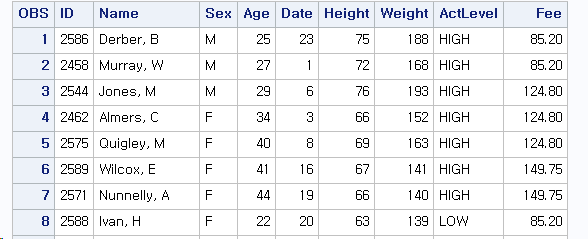 OBS ID Name Sex Age Date Height Weight ActLevel Fee
1 2586 Derber, B M 25 23 75 188 HIGH 85.20
2 2458 Murray, W M 27 1 72 168 HIGH 85.20
3 2544 Jones, M M 29 6 76 193 HIGH 124.80
4 2462 Almers, C F 34 3 66 152 HIGH 124.80
5 2575 Quigley, M F 40 8 69 163 HIGH 124.80
6 2589 Wilcox, E F 41 16 67 141 HIGH 149.75
7 2571 Nunnelly, A F 44 19 66 140 HIGH 149.75
8 2588 Ivan, H F 22 20 63 139 LOW 85.20